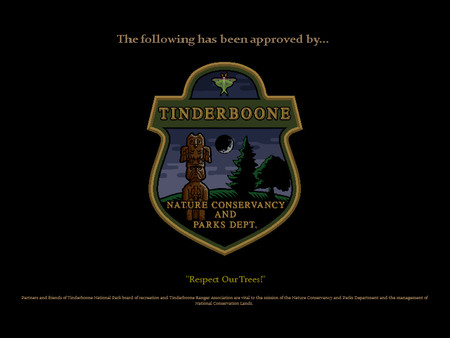 The following has been approved by...
TINDERBOONE
NATURE CONSERVANCY
AND
PARKS DEPT.
"Respect Our Trees!"
Partners and friends of Tinderboone National Park board of recreation and Tinderboone Ranger Association are vital to the mission of the Nature Conservancy and Parks Department and the management of
National Conservation Lands.